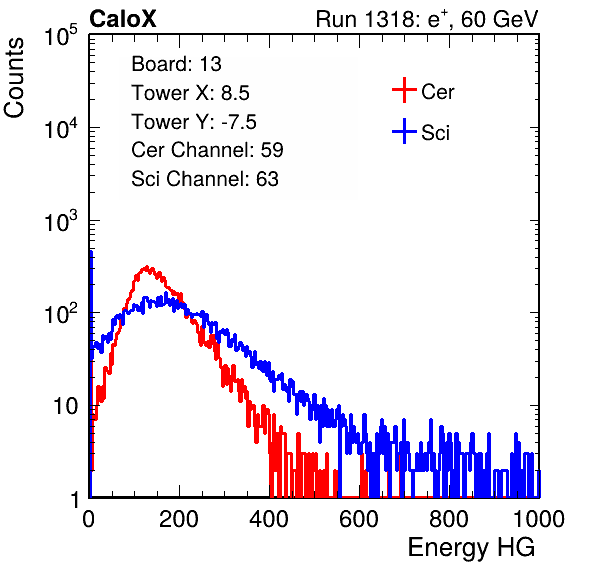 CaloX Run 1318: e⁺, 60 GeV
Counts
10⁵
10⁴
10³
10²
10
1
Board: 13
Tower X: 8.5
Tower Y: -7.5
Cer Channel: 59
Sci Channel: 63
Cer
Sci
0 200 400 600 800 1000
Energy HG